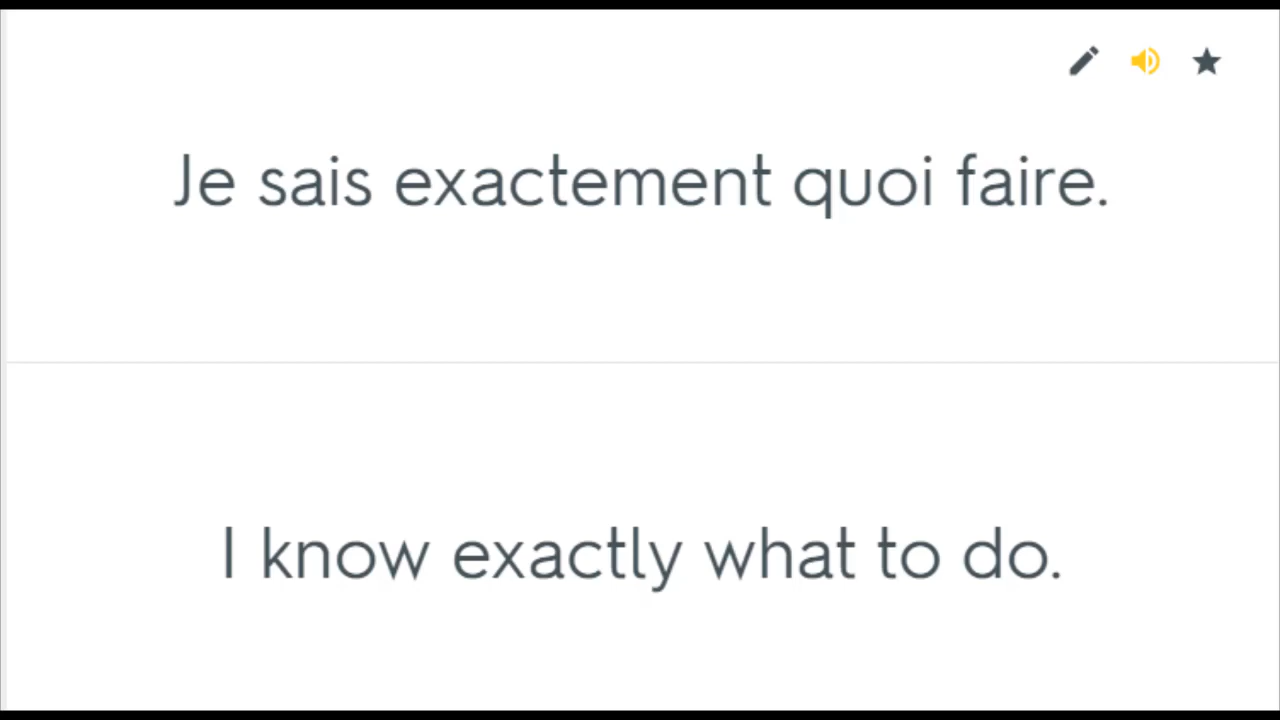 Je sais exactement quoi faire.
I know exactly what to do.